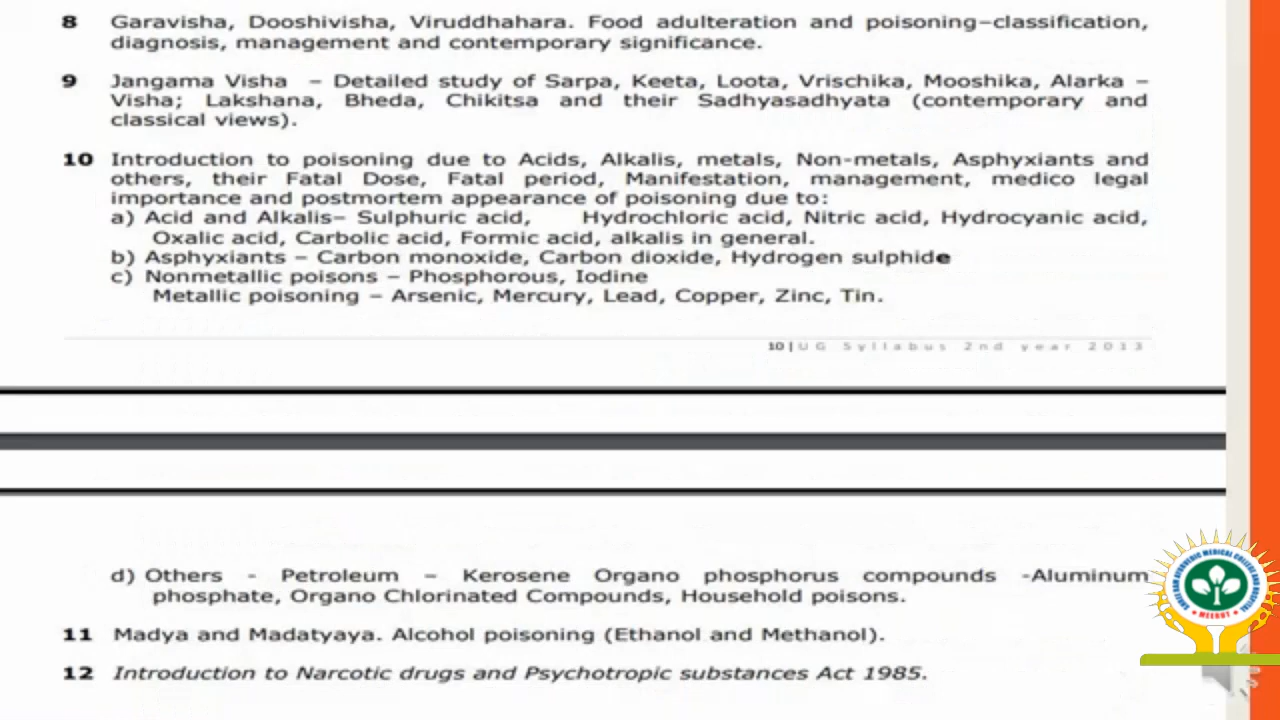 8 Garavisha, Dooshivisha, Viruddhahara. Food adulteration and poisoning–classification,
diagnosis, management and contemporary significance.
9 Jangama Visha – Detailed study of Sarpa, Keeta, Loota, Vrischika, Mooshika, Alarka –
Visha; Lakshana, Bheda, Chikitsa and their Sadhyasadhyata (contemporary and
classical views).
10 Introduction to poisoning due to Acids, Alkalis, metals, Non-metals, Asphyxiants and
others, their Fatal Dose, Fatal period, Manifestation, management, medico legal
importance and postmortem appearance of poisoning due to:
a) Acid and Alkalis– Sulphuric acid, Hydrochloric acid, Nitric acid, Hydrocyanic acid,
Oxalic acid, Carbolic acid, Formic acid, alkalis in general.
b) Asphyxiants – Carbon monoxide, Carbon dioxide, Hydrogen sulphide
c) Nonmetallic poisons – Phosphorous, Iodine
Metallic poisoning – Arsenic, Mercury, Lead, Copper, Zinc, Tin.
10 | UG Syllabus 2nd year 2013
d) Others - Petroleum – Kerosene Organo phosphorus compounds -Aluminum
phosphate, Organo Chlorinated Compounds, Household poisons.
11 Madya and Madatyaya. Alcohol poisoning (Ethanol and Methanol).
12 Introduction to Narcotic drugs and Psychotropic substances Act 1985.
MEERUT